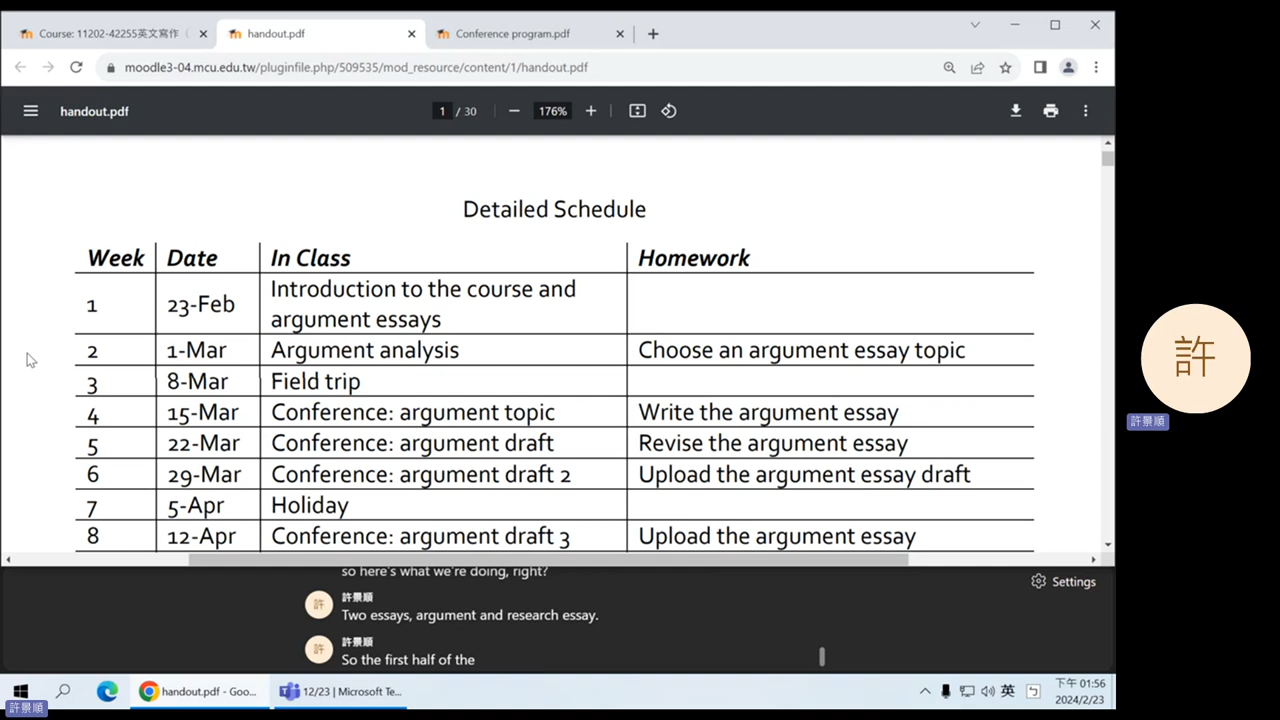 Course: 11202-42255英文寫作（
handout.pdf
Conference program.pdf
moodle3-04.mcu.edu.tw/pluginfile.php/509535/mod_resource/content/1/handout.pdf
handout.pdf
1 / 30
176%
Detailed Schedule
Week Date In Class Homework
1 23-Feb Introduction to the course and
argument essays
2 1-Mar Argument analysis Choose an argument essay topic
3 8-Mar Field trip
4 15-Mar Conference: argument topic Write the argument essay
5 22-Mar Conference: argument draft Revise the argument essay
6 29-Mar Conference: argument draft 2 Upload the argument essay draft
7 5-Apr Holiday
8 12-Apr Conference: argument draft 3 Upload the argument essay
許
許景順
so here's what we're doing, right?
Settings
許 許景順
Two essays, argument and research essay.
許 許景順
So the first half of the
handout.pdf - Goo...
12/23 | Microsoft Te...
英
ㄅ
下午 01:56
2024/2/23
許景順